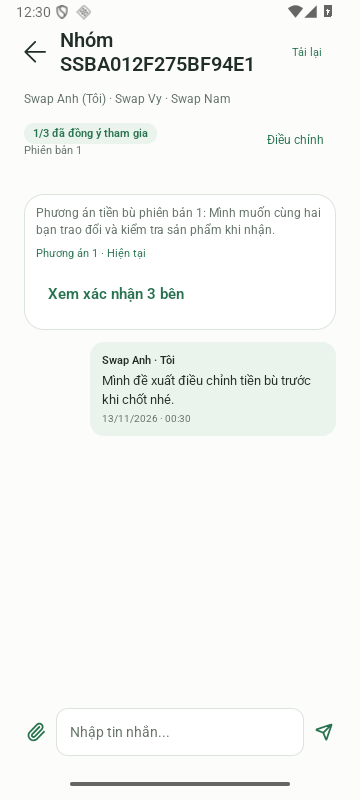 12:30
Nhóm
SSBA012F275BF94E1
Tải lại
Swap Anh (Tôi) · Swap Vy · Swap Nam
1/3 đã đồng ý tham gia
Điều chỉnh
Phiên bản 1
Phương án tiền bù phiên bản 1: Mình muốn cùng hai
bạn trao đổi và kiểm tra sản phẩm khi nhận.
Phương án 1 · Hiện tại
Xem xác nhận 3 bên
Swap Anh · Tôi
Mình đề xuất điều chỉnh tiền bù trước
khi chốt nhé.
13/11/2026 · 00:30
Nhập tin nhắn...